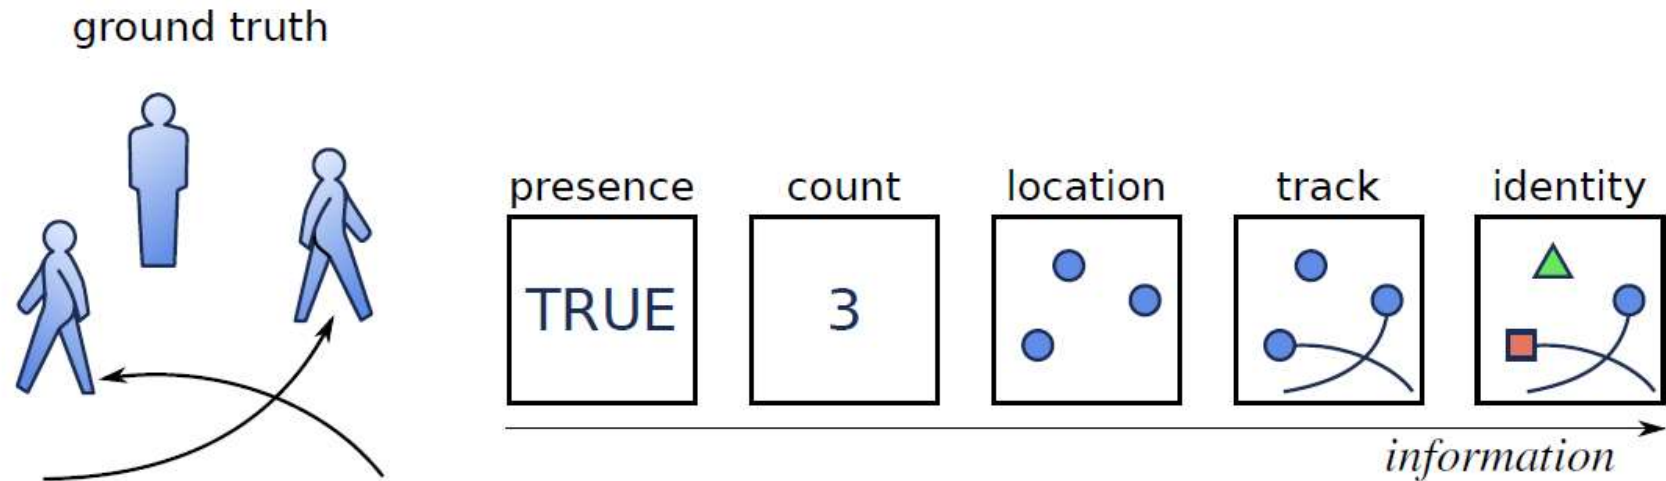 ground truth
presence
count
location
track
identity
TRUE
3
information